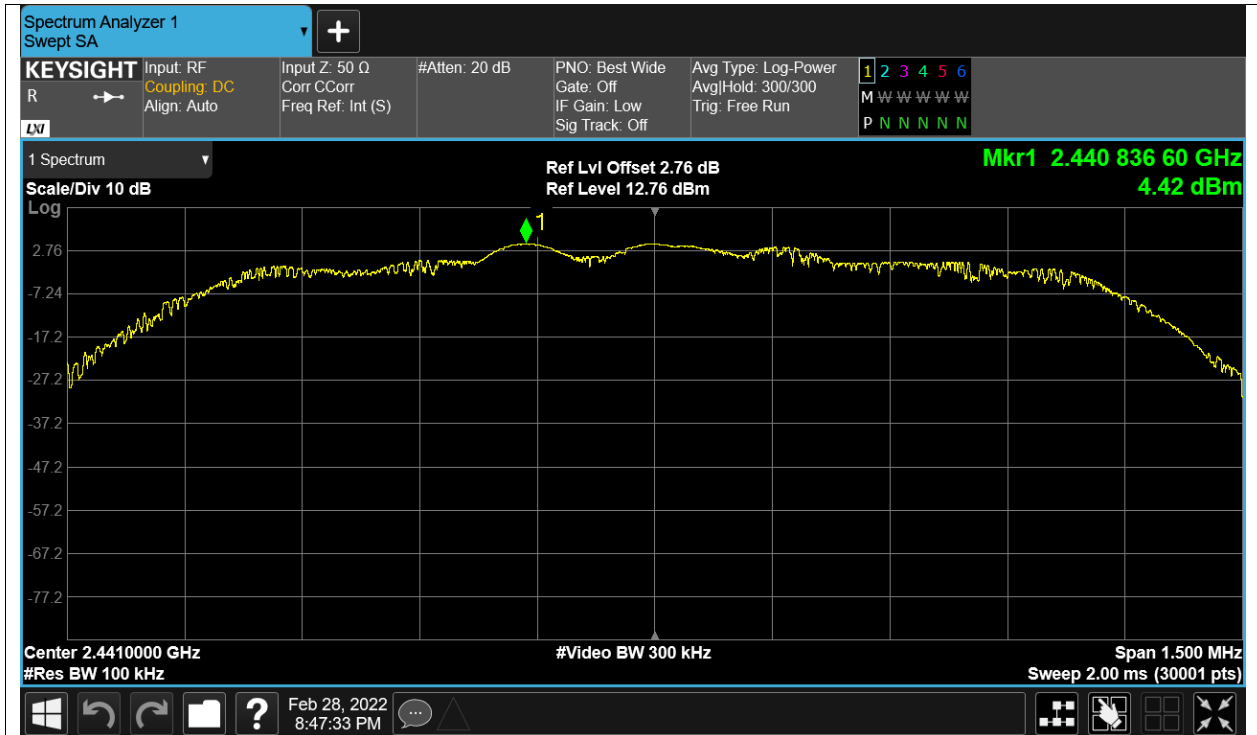 Spectrum Analyzer 1
Swept SA
▼
+
KEYSIGHT
R
LXI
Input: RF
Coupling: DC
Align: Auto
Input Z: 50 Ω
Corr CCorr
Freq Ref: Int (S)
#Atten: 20 dB
PNO: Best Wide
Gate: Off
IF Gain: Low
Sig Track: Off
Avg Type: Log-Power
Avg|Hold: 300/300
Trig: Free Run
1 2 3 4 5 6
M W W W W W
P N N N N N
1 Spectrum ▼
Scale/Div 10 dB
Log
Ref Lvl Offset 2.76 dB
Ref Level 12.76 dBm
Mkr1 2.440 836 60 GHz
4.42 dBm
1
2.76
-7.24
-17.2
-27.2
-37.2
-47.2
-57.2
-67.2
-77.2
Center 2.4410000 GHz
#Res BW 100 kHz
#Video BW 300 kHz
Span 1.500 MHz
Sweep 2.00 ms (30001 pts)
?
Feb 28, 2022
8:47:33 PM